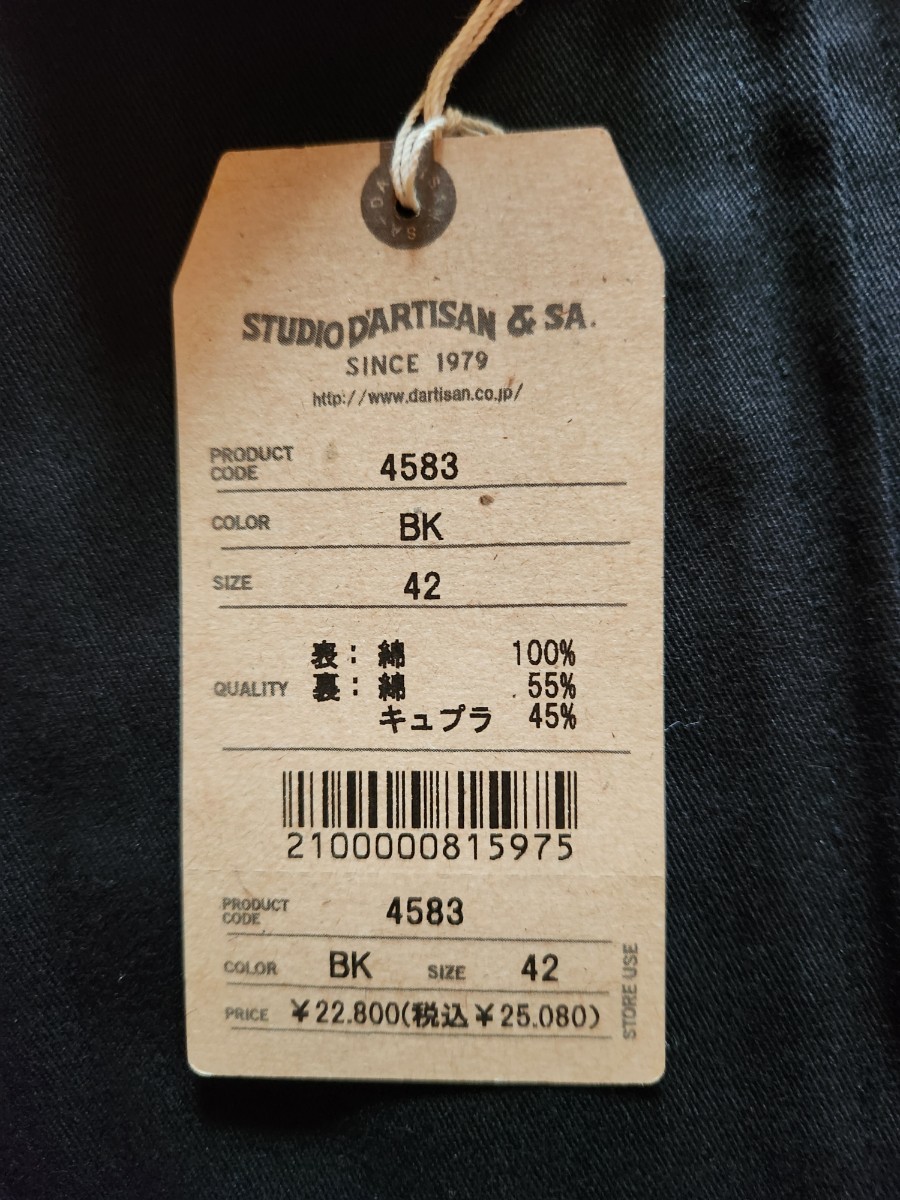 STUDIO D'ARTISAN & SA.
SINCE 1979
http://www.dartisan.co.jp/
PRODUCT CODE 4583
COLOR BK
SIZE 42
表: 綿 100%
QUALITY 裏: 綿 55%
キュプラ 45%
2100000815975
PRODUCT CODE 4583
COLOR BK SIZE 42
PRICE ¥22.800(税込¥25.080)
STORE USE